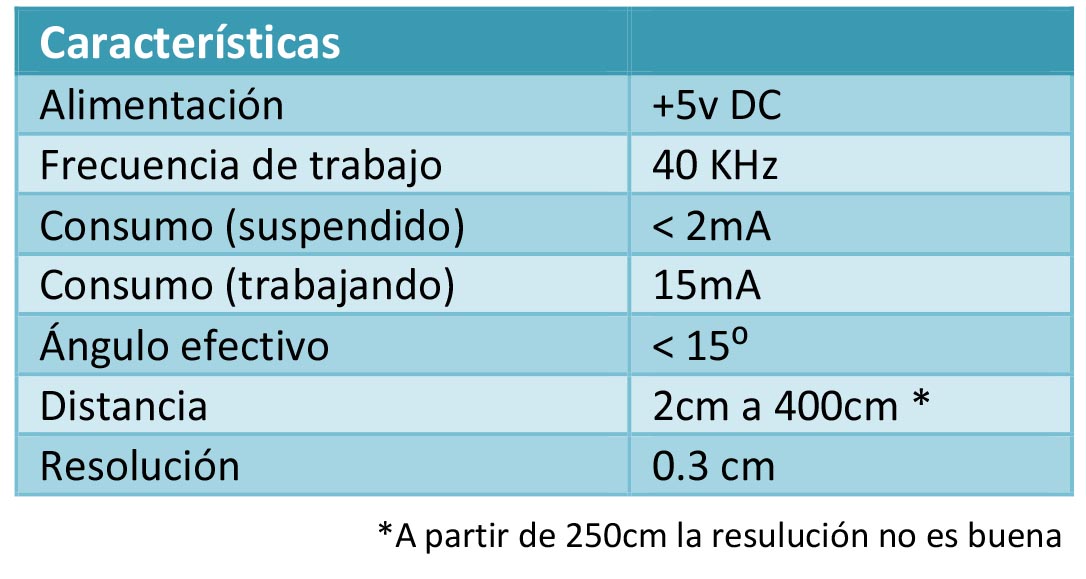 Características
Alimentación +5v DC
Frecuencia de trabajo 40 KHz
Consumo (suspendido) < 2mA
Consumo (trabajando) 15mA
Ángulo efectivo < 15º
Distancia 2cm a 400cm *
Resolución 0.3 cm
*A partir de 250cm la resulución no es buena